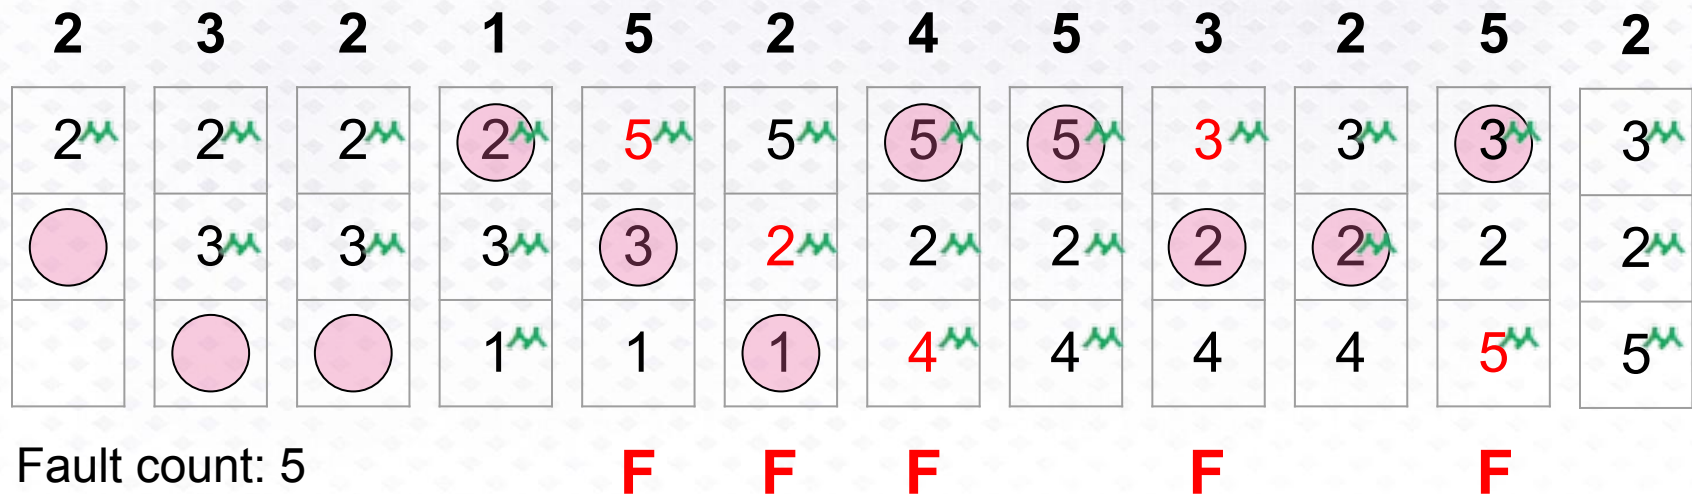 2 3 2 1 5 2 4 5 3 2 5 2
2 2 2 2 5 5 5 5 3 3 3 3
3 3 3 3 2 2 2 2 2 2 2
1 1 1 4 4 4 4 5 5
Fault count: 5 F F F F F